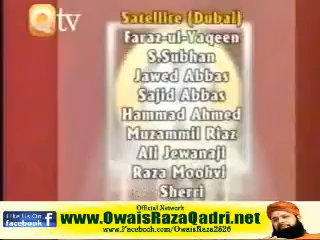 Qtv
Satellite (Dubai)
Faraz-ul-Yaqeen
S.Subhan
Jawed Abbas
Sajid Abbas
Hammad Ahmed
Muzammil Riaz
Ali Jewanaji
Raza Moohvi
Sherri
Official Network
Like Us On
facebook f
www.OwaisRazaQadri.net
www.Facebook.com/OwaisRaza2526